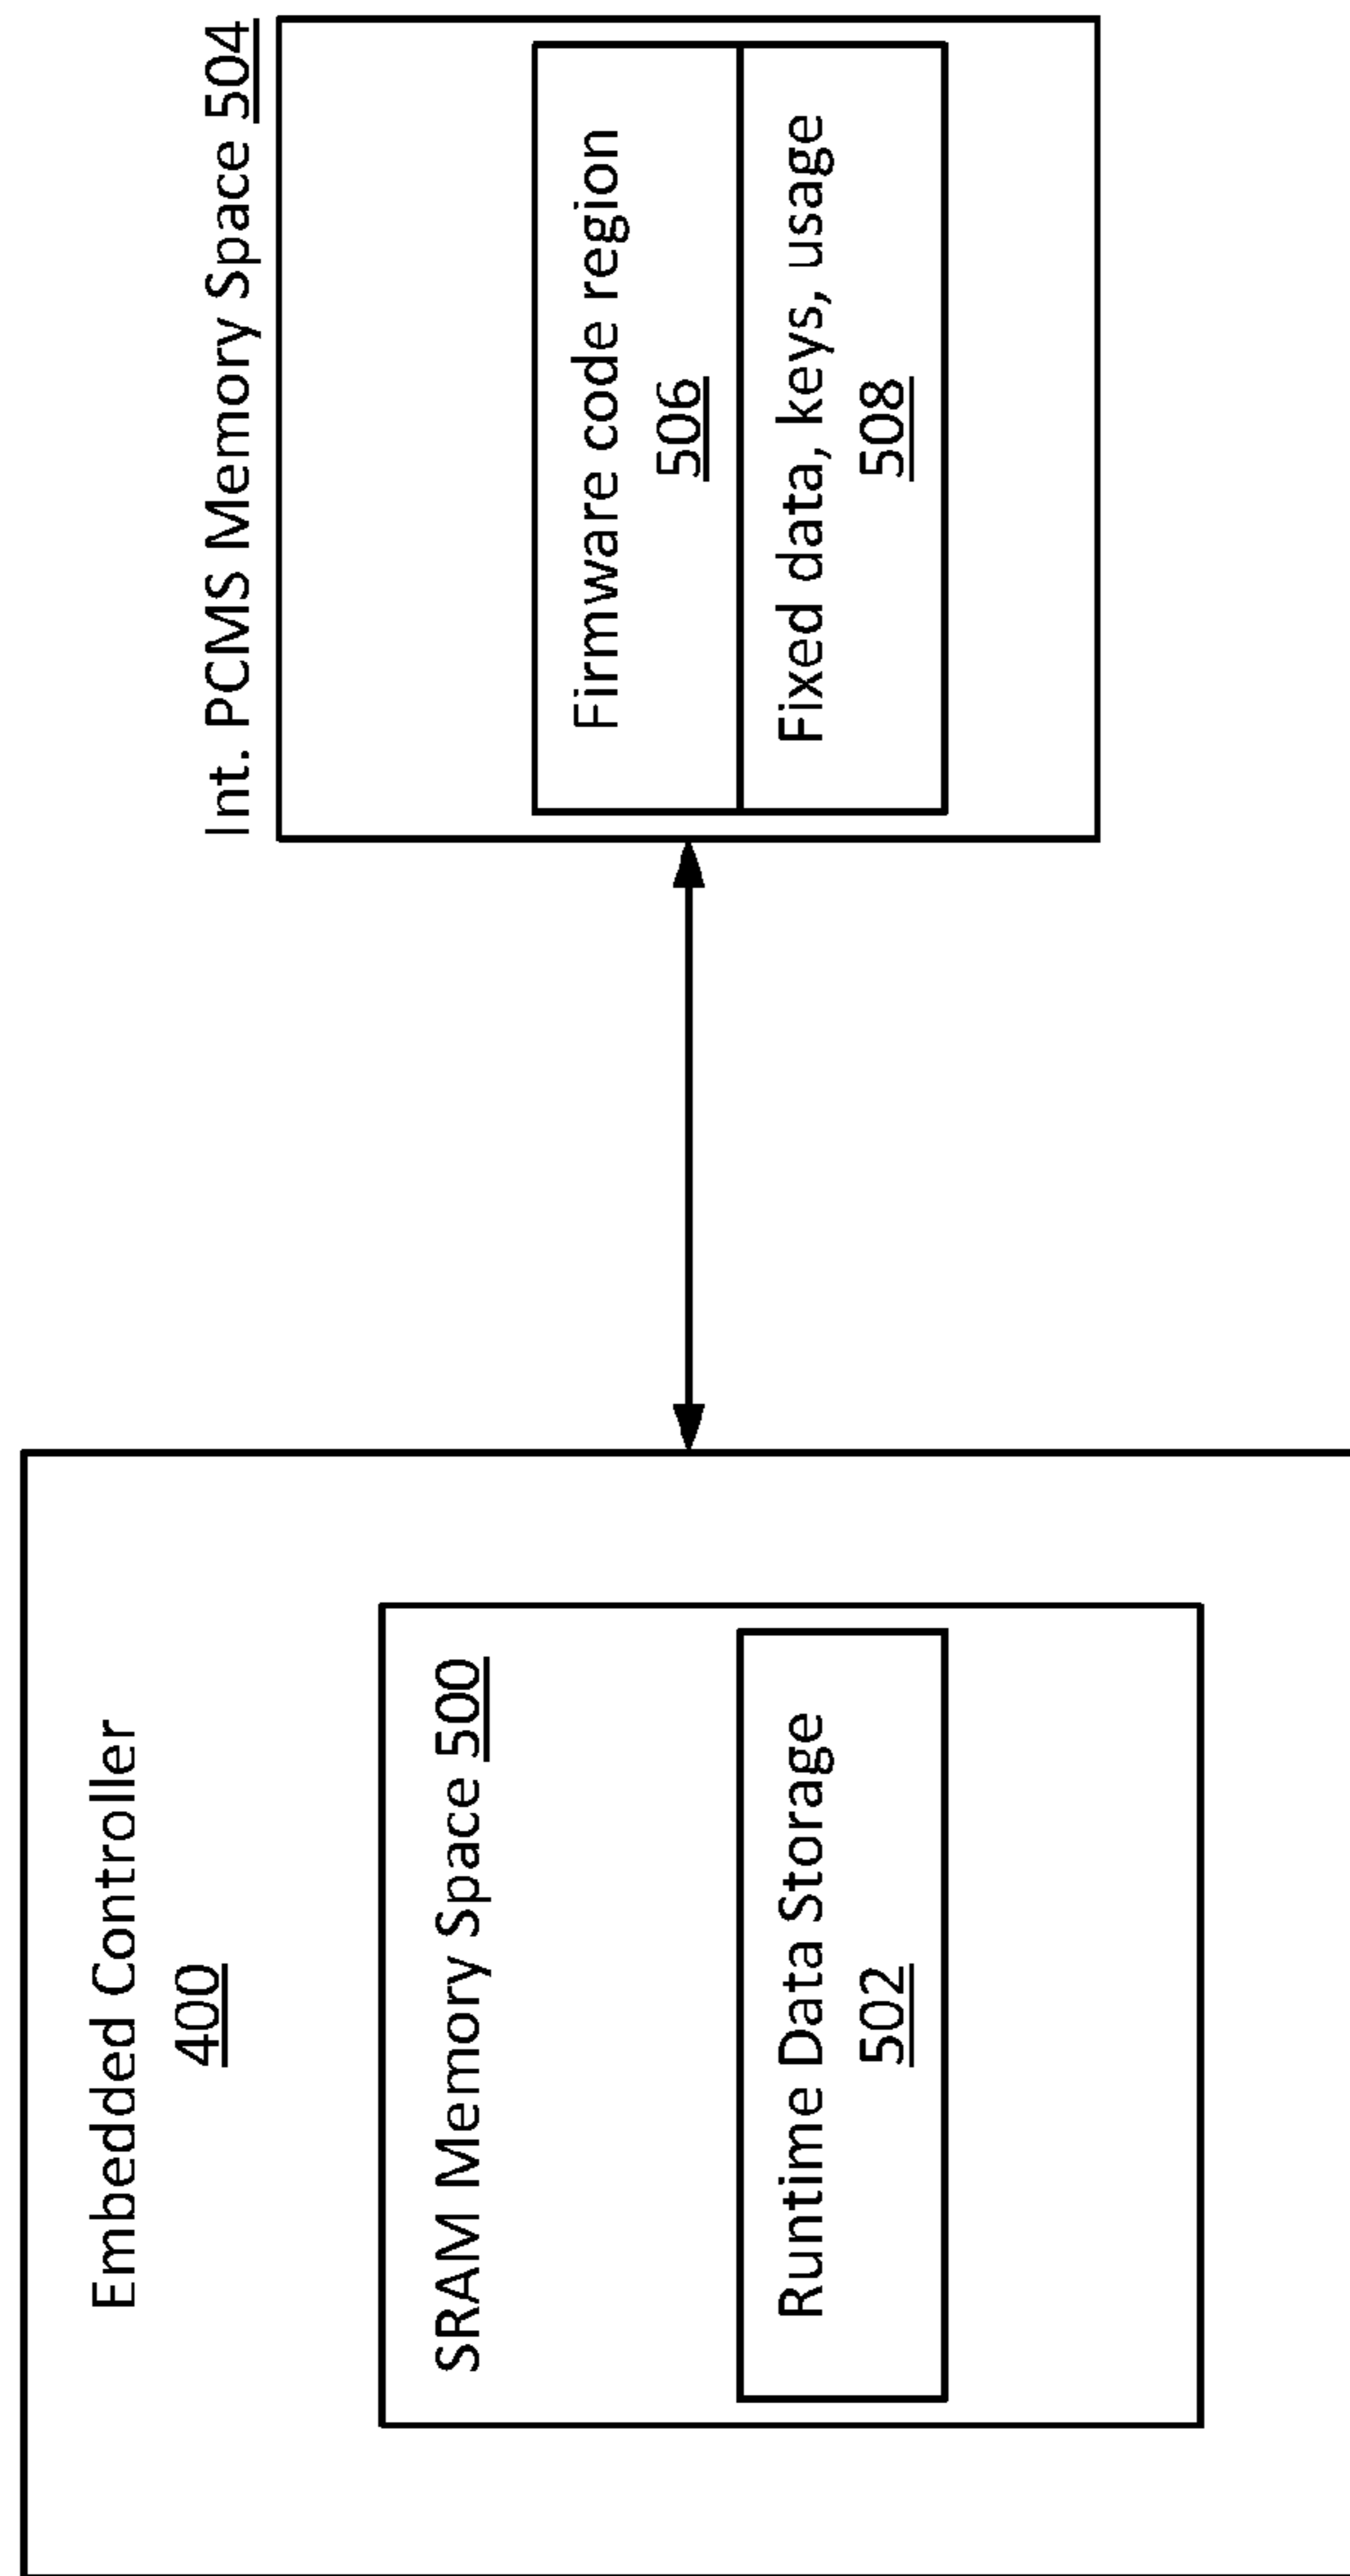 Embedded Controller
400
SRAM Memory Space 500
Runtime Data Storage
502
Int. PCMS Memory Space 504
Firmware code region
506
Fixed data, keys, usage
508